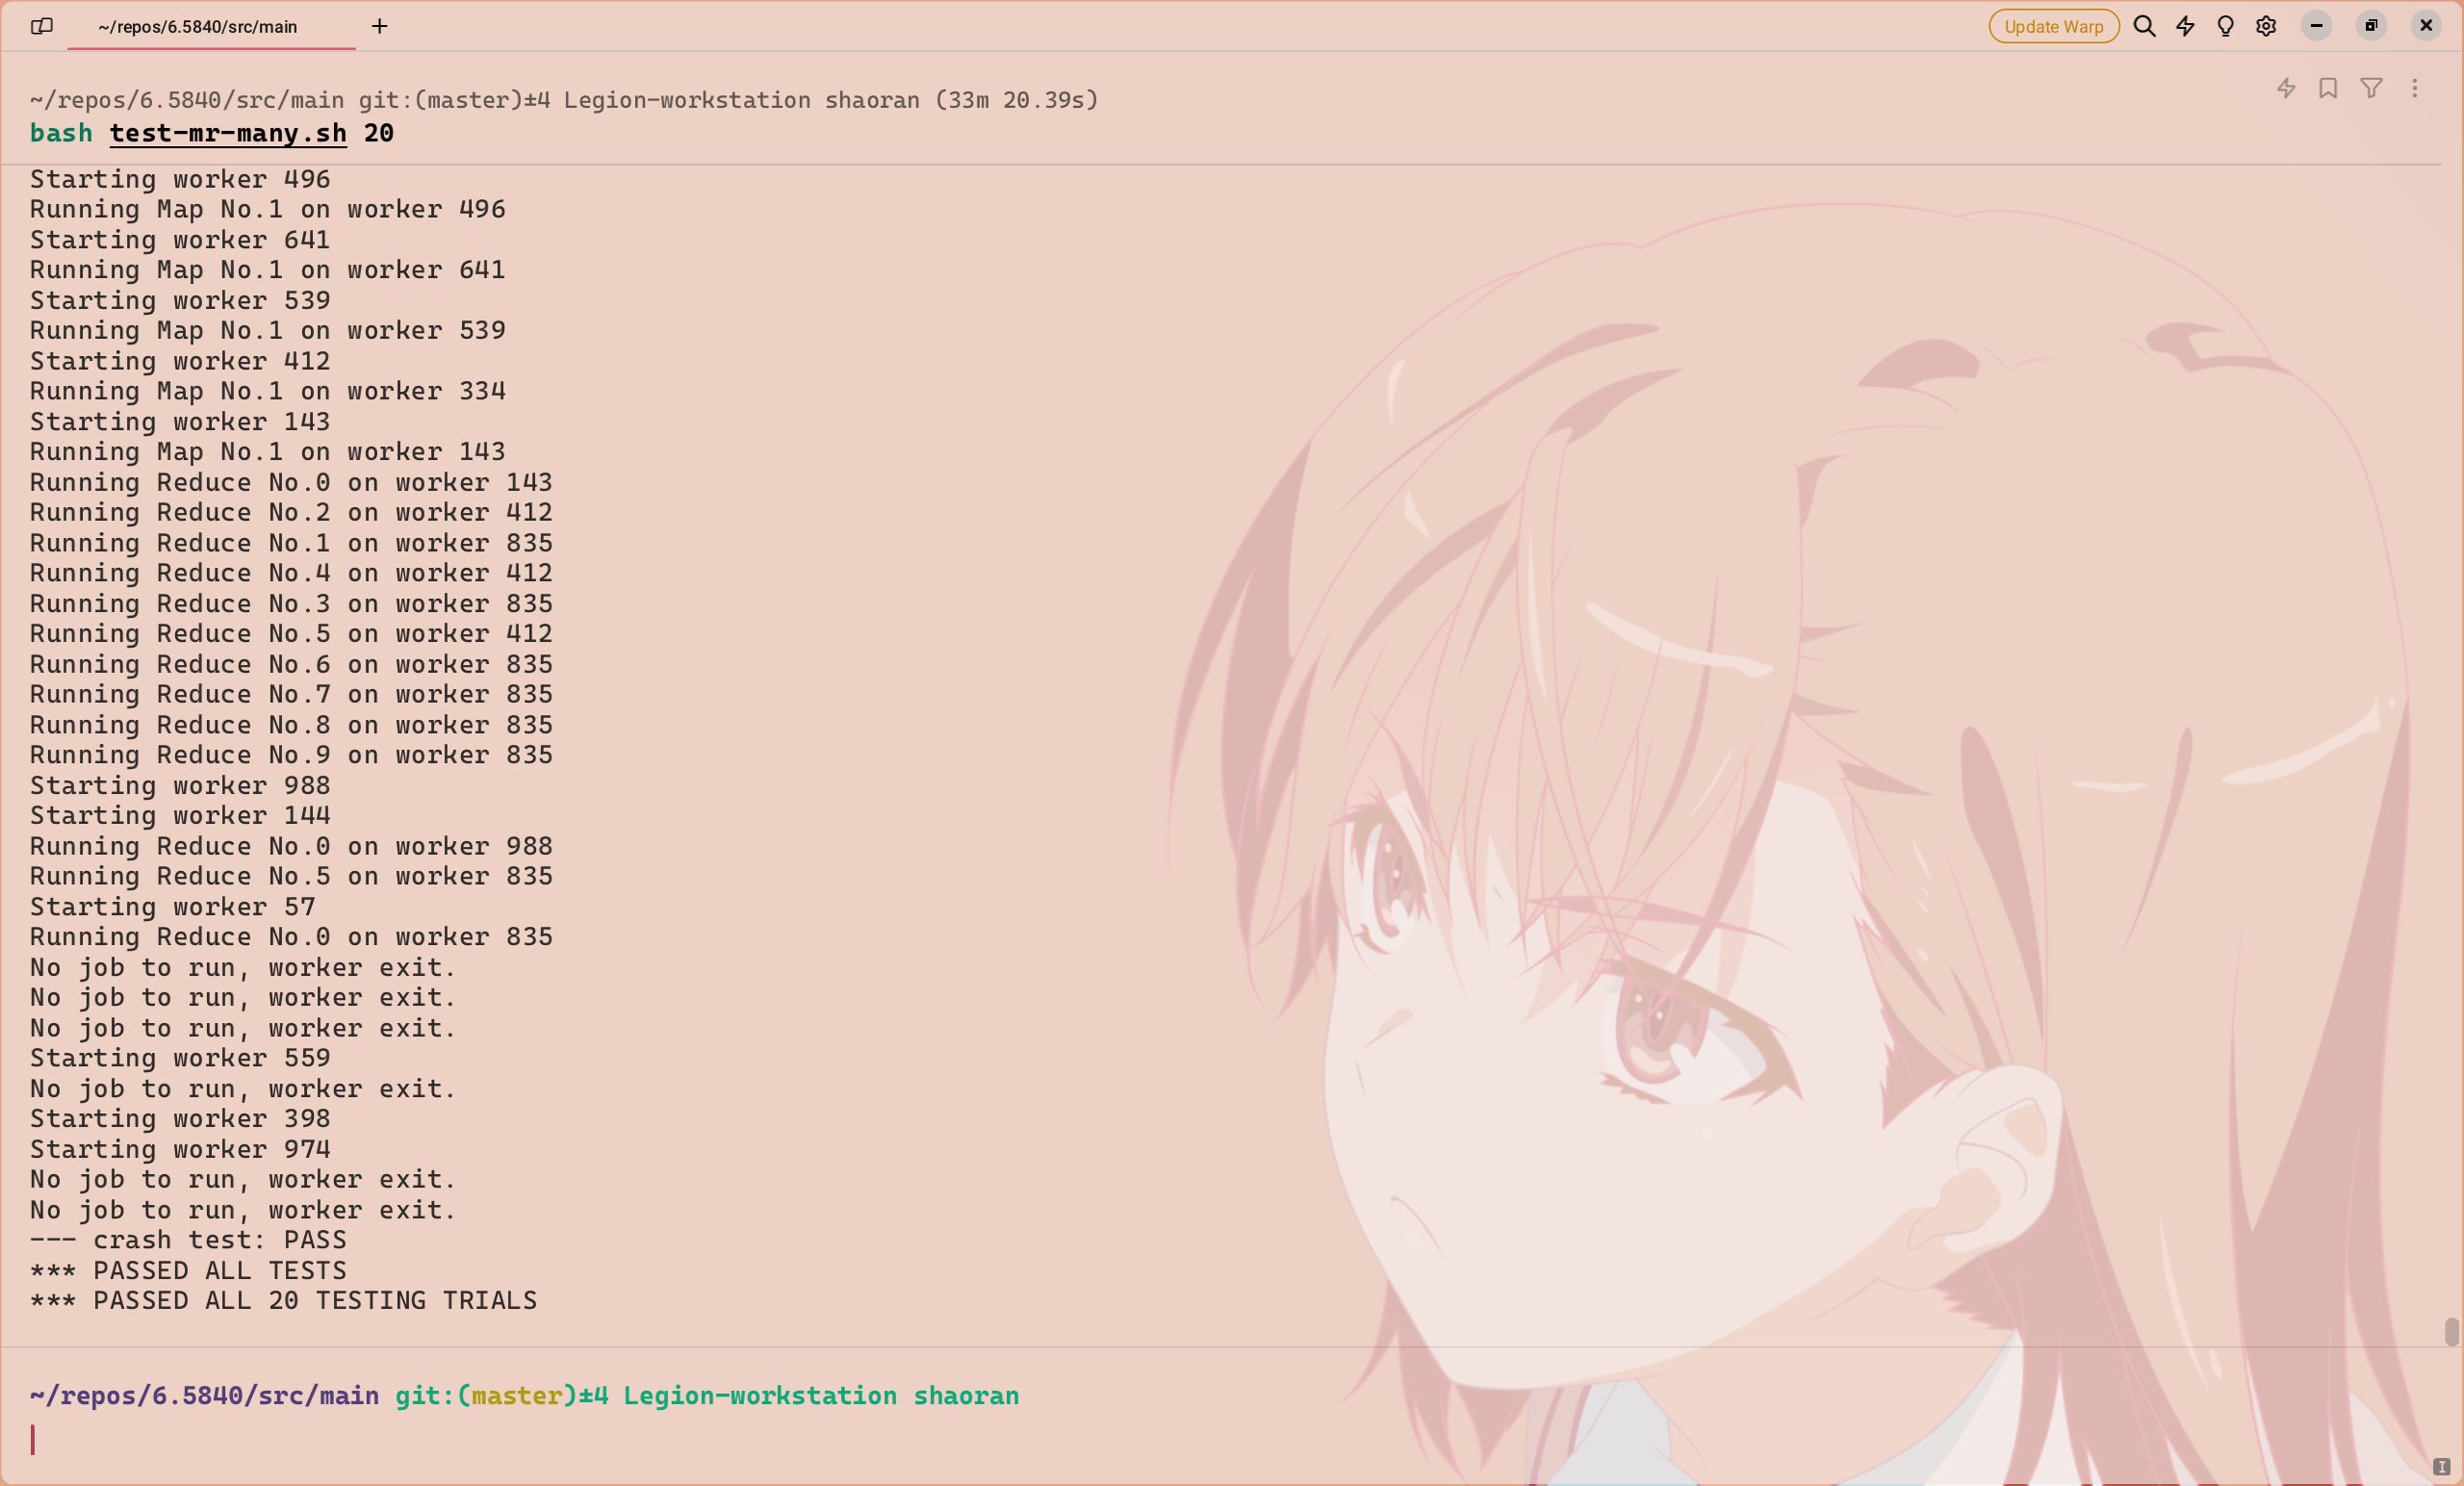 ~/repos/6.5840/src/main
Update Warp
~/repos/6.5840/src/main git:(master)±4 Legion-workstation shaoran (33m 20.39s)
bash test-mr-many.sh 20
Starting worker 496
Running Map No.1 on worker 496
Starting worker 641
Running Map No.1 on worker 641
Starting worker 539
Running Map No.1 on worker 539
Starting worker 412
Running Map No.1 on worker 334
Starting worker 143
Running Map No.1 on worker 143
Running Reduce No.0 on worker 143
Running Reduce No.2 on worker 412
Running Reduce No.1 on worker 835
Running Reduce No.4 on worker 412
Running Reduce No.3 on worker 835
Running Reduce No.5 on worker 412
Running Reduce No.6 on worker 835
Running Reduce No.7 on worker 835
Running Reduce No.8 on worker 835
Running Reduce No.9 on worker 835
Starting worker 988
Starting worker 144
Running Reduce No.0 on worker 988
Running Reduce No.5 on worker 835
Starting worker 57
Running Reduce No.0 on worker 835
No job to run, worker exit.
No job to run, worker exit.
No job to run, worker exit.
Starting worker 559
No job to run, worker exit.
Starting worker 398
Starting worker 974
No job to run, worker exit.
No job to run, worker exit.
--- crash test: PASS
*** PASSED ALL TESTS
*** PASSED ALL 20 TESTING TRIALS
~/repos/6.5840/src/main git:(master)±4 Legion-workstation shaoran